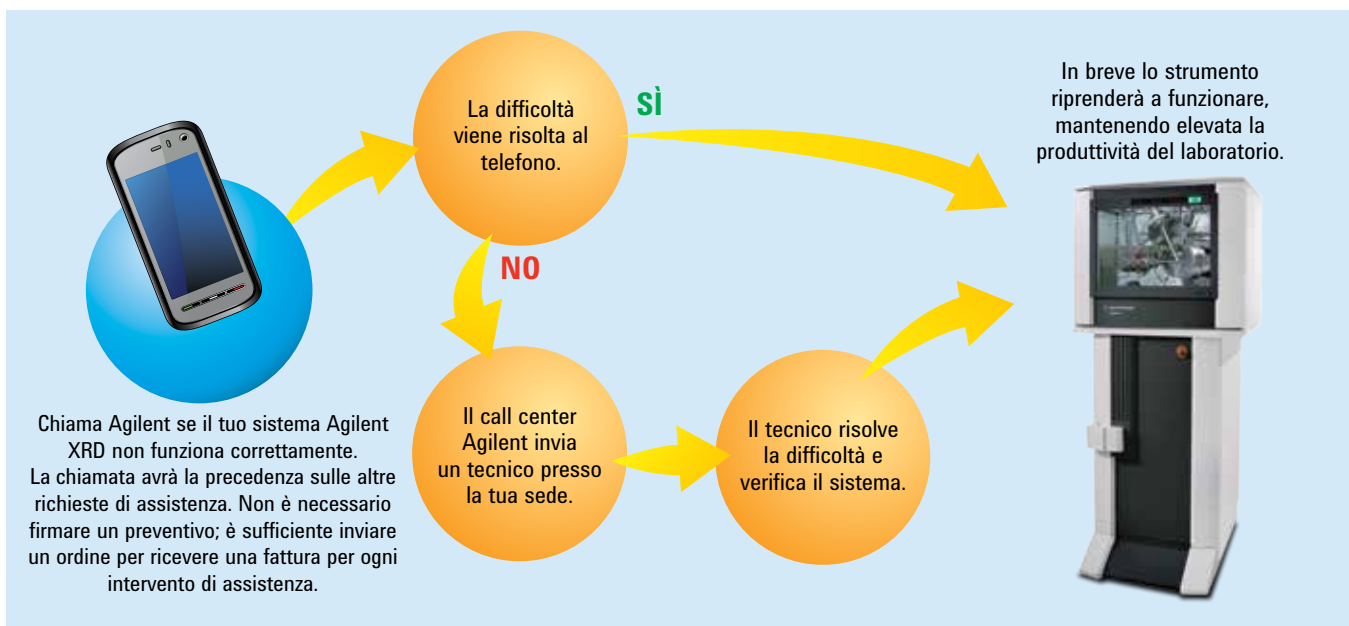 Chiama Agilent se il tuo sistema Agilent
XRD non funziona correttamente.
La chiamata avrà la precedenza sulle altre
richieste di assistenza. Non è necessario
firmare un preventivo; è sufficiente inviare
un ordine per ricevere una fattura per ogni
intervento di assistenza.
La difficoltà
viene risolta al
telefono.
SÌ
NO
Il call center
Agilent invia
un tecnico presso
la tua sede.
Il tecnico risolve
la difficoltà e
verifica il sistema.
In breve lo strumento
riprenderà a funzionare,
mantenendo elevata la
produttività del laboratorio.